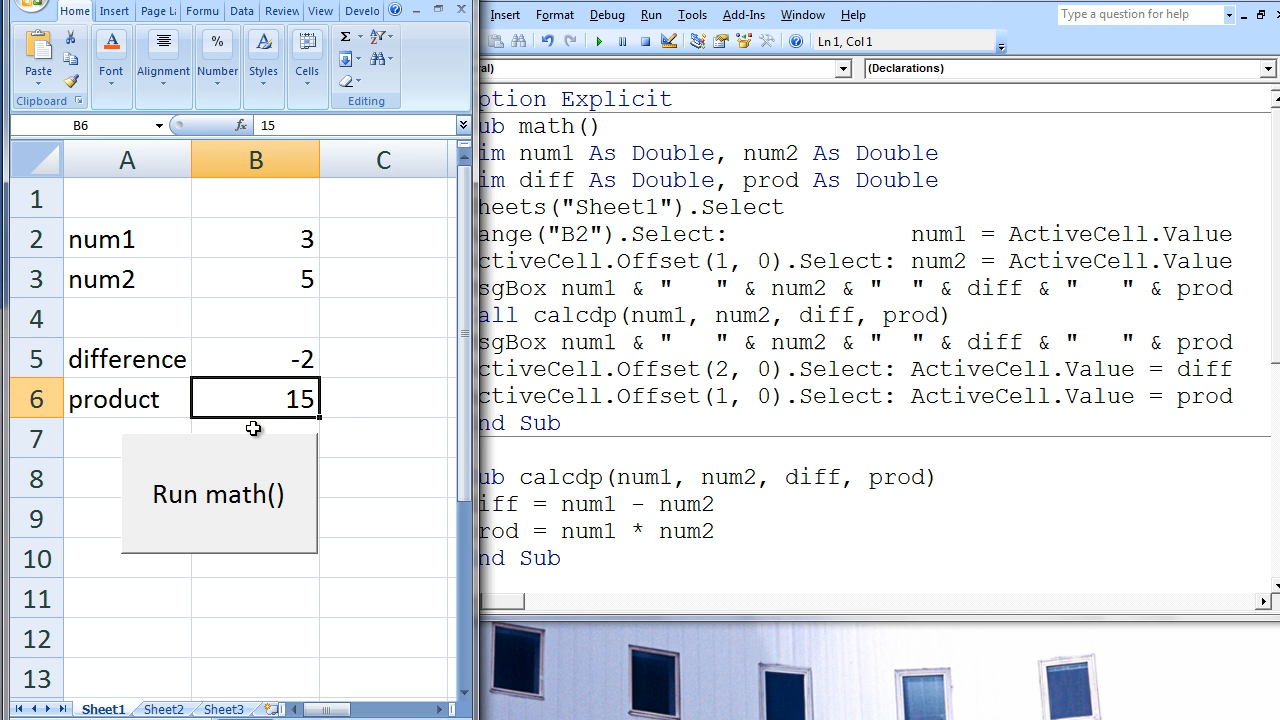 Home Insert Page L Formu Data Review View Develo
Paste Font Alignment Number Styles Cells
Clipboard Editing
B6 fx 15
A B C
1
2 num1 3
3 num2 5
4
5 difference -2
6 product 15
7
8
9
10
11
12
13
Run math()
Sheet1 Sheet2 Sheet3
Insert Format Debug Run Tools Add-Ins Window Help
Type a question for help
Ln 1, Col 1
al) (Declarations)
ption Explicit
ub math()
im num1 As Double, num2 As Double
im diff As Double, prod As Double
heets("Sheet1").Select
ange("B2").Select: num1 = ActiveCell.Value
ctiveCell.Offset(1, 0).Select: num2 = ActiveCell.Value
sgBox num1 & "   " & num2 & "  " & diff & "   " & prod
all calcdp(num1, num2, diff, prod)
sgBox num1 & "   " & num2 & "  " & diff & "   " & prod
ctiveCell.Offset(2, 0).Select: ActiveCell.Value = diff
ctiveCell.Offset(1, 0).Select: ActiveCell.Value = prod
nd Sub
ub calcdp(num1, num2, diff, prod)
iff = num1 - num2
rod = num1 * num2
nd Sub